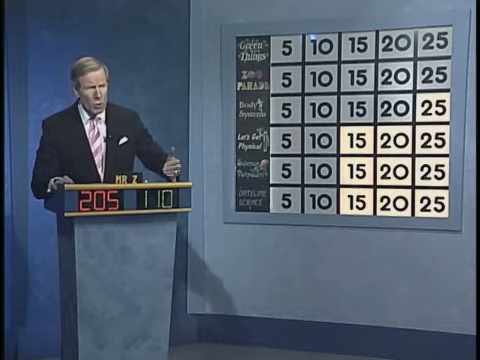 Green Things 5 10 15 20 25
ZOO PARADE 5 10 15 20 25
Body Systems 5 10 15 20 25
Let's Get Physical 5 10 15 20 25
5 10 15 20 25
DATELINE SCIENCE 5 10 15 20 25
MR. Z
205 110